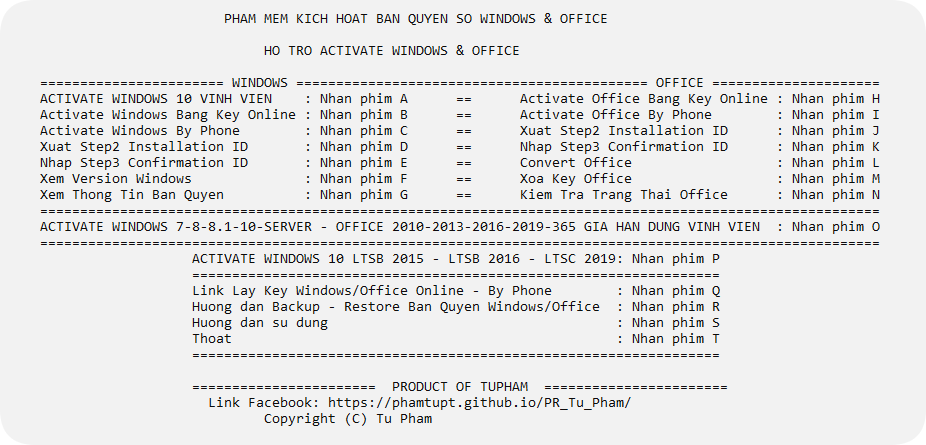 PHAM MEM KICH HOAT BAN QUYEN SO WINDOWS & OFFICE
HO TRO ACTIVATE WINDOWS & OFFICE
======================= WINDOWS ============================================ OFFICE =====================
ACTIVATE WINDOWS 10 VINH VIEN    : Nhan phim A      ==      Activate Office Bang Key Online : Nhan phim H
Activate Windows Bang Key Online : Nhan phim B      ==      Activate Office By Phone        : Nhan phim I
Activate Windows By Phone        : Nhan phim C      ==      Xuat Step2 Installation ID      : Nhan phim J
Xuat Step2 Installation ID       : Nhan phim D      ==      Nhap Step3 Confirmation ID      : Nhan phim K
Nhap Step3 Confirmation ID       : Nhan phim E      ==      Convert Office                  : Nhan phim L
Xem Version Windows              : Nhan phim F      ==      Xoa Key Office                  : Nhan phim M
Xem Thong Tin Ban Quyen          : Nhan phim G      ==      Kiem Tra Trang Thai Office      : Nhan phim N
=========================================================================================================
ACTIVATE WINDOWS 7-8-8.1-10-SERVER - OFFICE 2010-2013-2016-2019-365 GIA HAN DUNG VINH VIEN  : Nhan phim O
=========================================================================================================
ACTIVATE WINDOWS 10 LTSB 2015 - LTSB 2016 - LTSC 2019: Nhan phim P
==================================================================
Link Lay Key Windows/Office Online - By Phone        : Nhan phim Q
Huong dan Backup - Restore Ban Quyen Windows/Office  : Nhan phim R
Huong dan su dung                                    : Nhan phim S
Thoat                                                : Nhan phim T
==================================================================
=======================  PRODUCT OF TUPHAM  =======================
Link Facebook: https://phamtupt.github.io/PR_Tu_Pham/
Copyright (C) Tu Pham